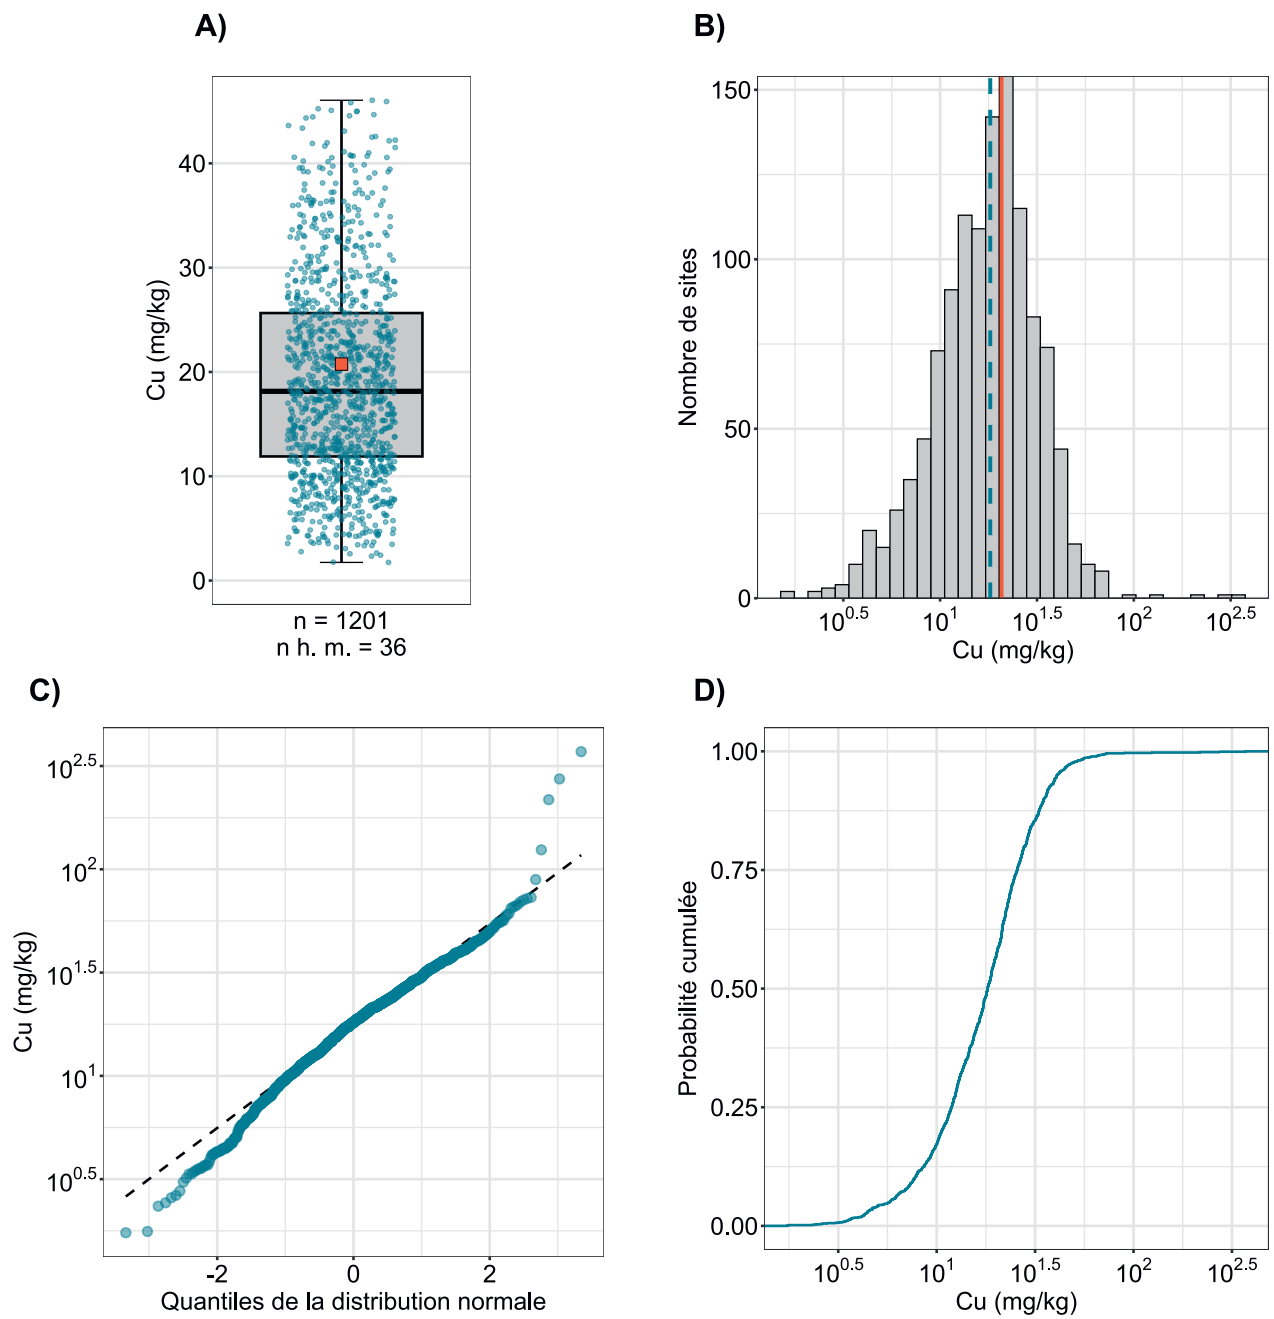 A)
Cu (mg/kg)
40
30
20
10
0
n = 1201
n h. m. = 36
B)
Nombre de sites
150
100
50
0
10^0.5
10^1
10^1.5
10^2
10^2.5
Cu (mg/kg)
C)
Cu (mg/kg)
10^2.5
10^2
10^1.5
10^1
10^0.5
-2
0
2
Quantiles de la distribution normale
D)
Probabilité cumulée
1.00
0.75
0.50
0.25
0.00
10^0.5
10^1
10^1.5
10^2
10^2.5
Cu (mg/kg)